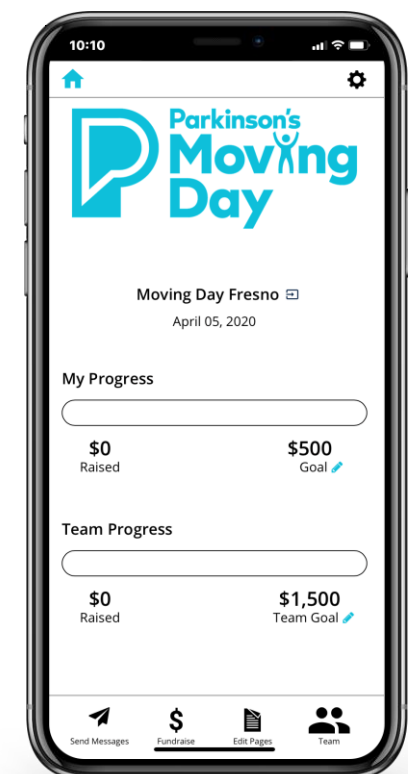 10:10
Parkinson's
Moving
Day
Moving Day Fresno
April 05, 2020
My Progress
$0 $500
Raised Goal
Team Progress
$0 $1,500
Raised Team Goal
Send Messages Fundraise Edit Pages Team